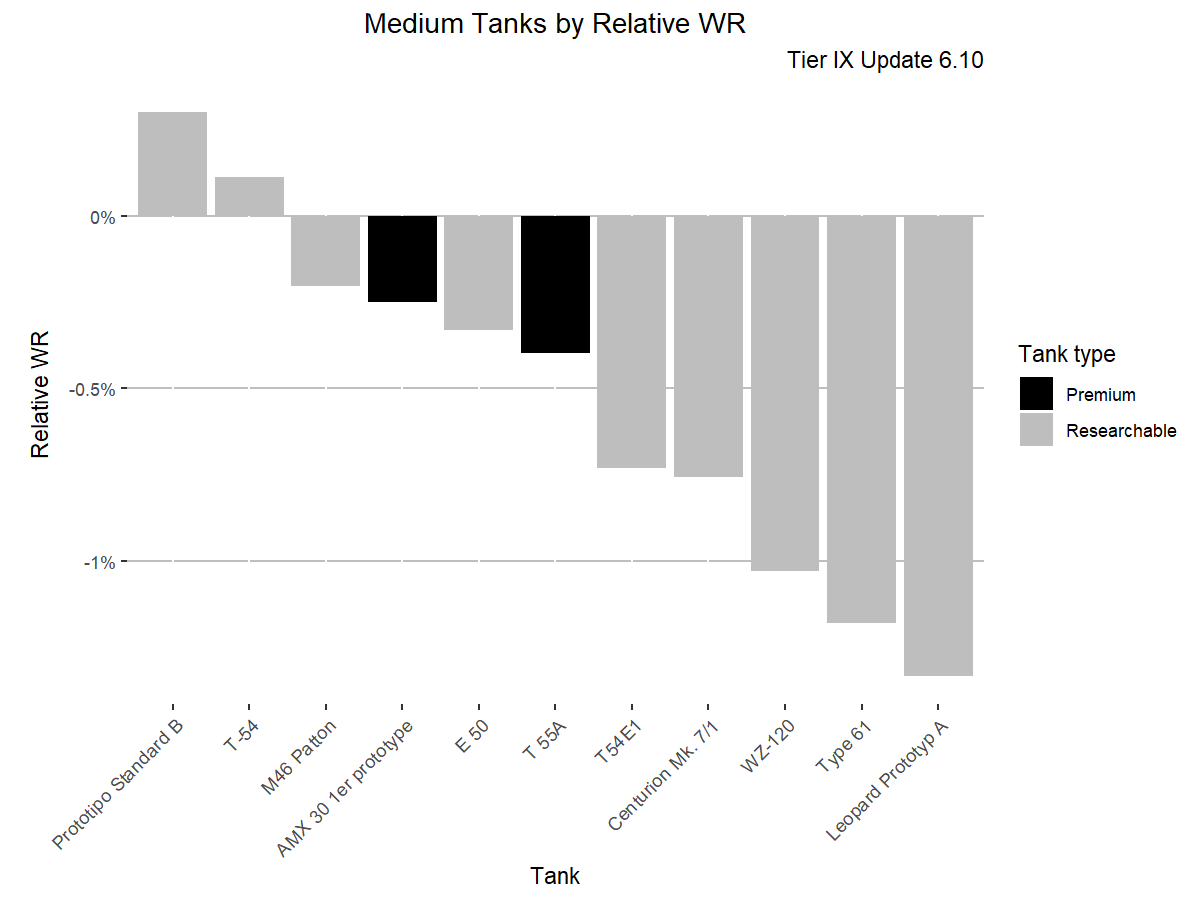 Medium Tanks by Relative WR
Tier IX Update 6.10
0%
-0.5%
-1%
Relative WR
Prototipo Standard B
T-54
M46 Patton
AMX 30 1er prototype
E 50
T 55A
T54E1
Centurion Mk. 7/1
WZ-120
Type 61
Leopard Prototyp A
Tank
Tank type
Premium
Researchable